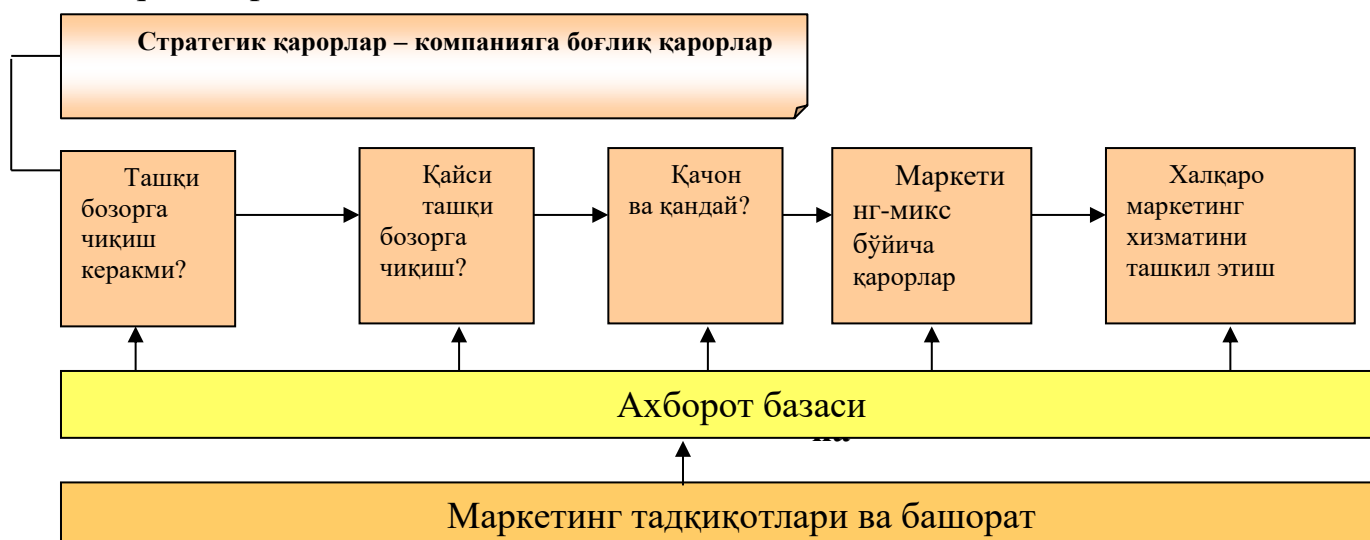 Стратегик қарорлар – компанияга боғлиқ қарорлар
Ташқи
бозорга
чиқиш
керакми?
Қайси
ташқи
бозорга
чиқиш?
Қачон
ва қандай?
Маркети
нг-микс
бўйича
қарорлар
Халқаро
маркетинг
хизматини
ташкил этиш
Ахборот базаси
Маркетинг тадқиқотлари ва башорат